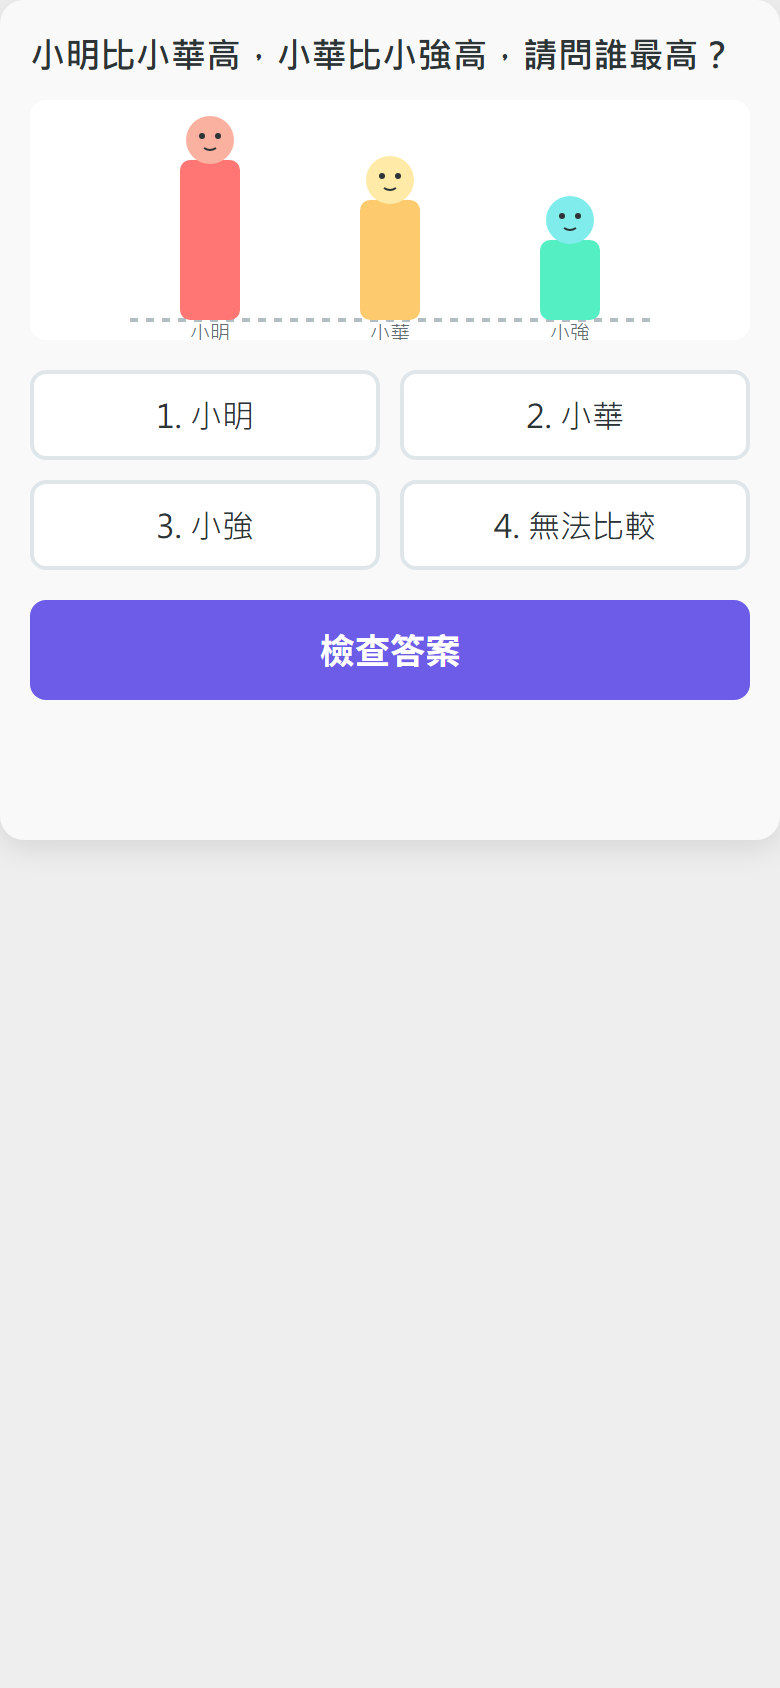 小明比小華高，小華比小強高，請問誰最高？
小明 小華 小強
1. 小明
2. 小華
3. 小強
4. 無法比較
檢查答案